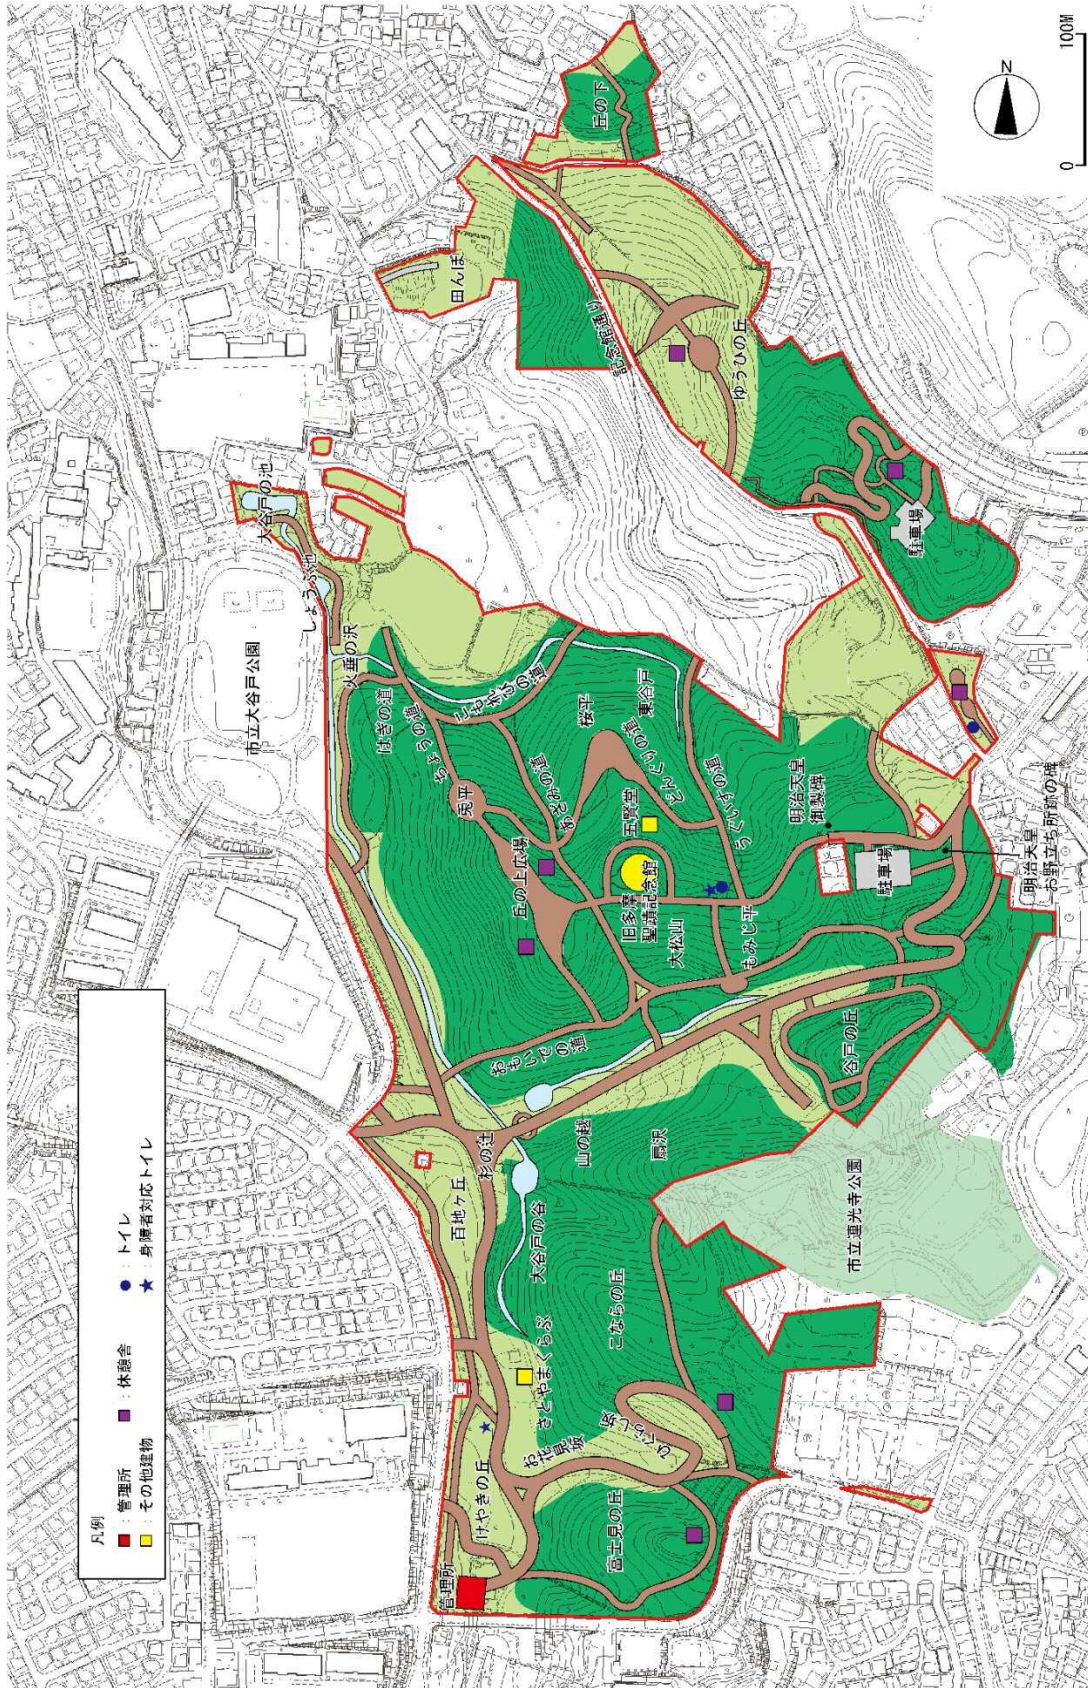 凡例
■：管理所
■：休憩舎
●：トイレ
■：その他建物
★：身障者対応トイレ
管理所
けやきの丘
お花見坂
さとやまくらぶ
富士見の丘
こならの丘
百地ヶ丘
杉の辻
大谷戸の谷
山の越
扇沢
市立連光寺公園
谷戸の丘
おもいでの道
丘の上広場
兎平
ちょうの道
はぎの道
火垂の沢
しょうぶ池
大谷戸の池
市立大谷戸公園
こもれびの道
あざみの道
桜平
東谷戸
どんぐりの道
五賢堂
旧多摩
聖蹟記念館
大松山
もみじ平
うぐいすの道
明治天皇
御製碑
駐車場
明治天皇
お野立ち所跡の碑
田んぼ
記念館通り
ゆうひの丘
丘の下
駐車場
N
0
100M